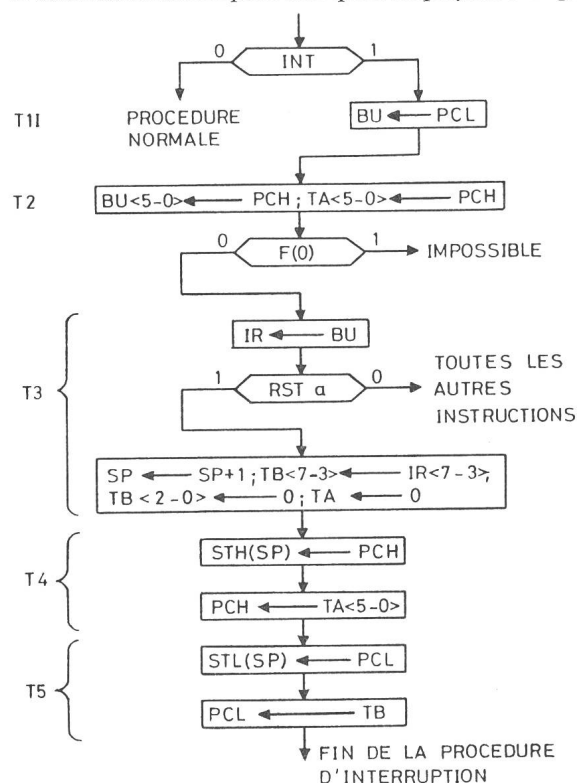 0 INT 1
T1I
PROCEDURE
NORMALE
BU ← PCL
T2
BU<5-0> ← PCH ; TA<5-0> ← PCH
0 F(0) 1
IMPOSSIBLE
T3
IR ← BU
1 RST a 0
TOUTES LES
AUTRES
INSTRUCTIONS
SP ← SP+1 ; TB<7-3> ← IR<7-3>,
TB<2-0> ← 0 ; TA ← 0
T4
STH(SP) ← PCH
PCH ← TA<5-0>
T5
STL(SP) ← PCL
PCL ← TB
FIN DE LA PROCEDURE
D'INTERRUPTION